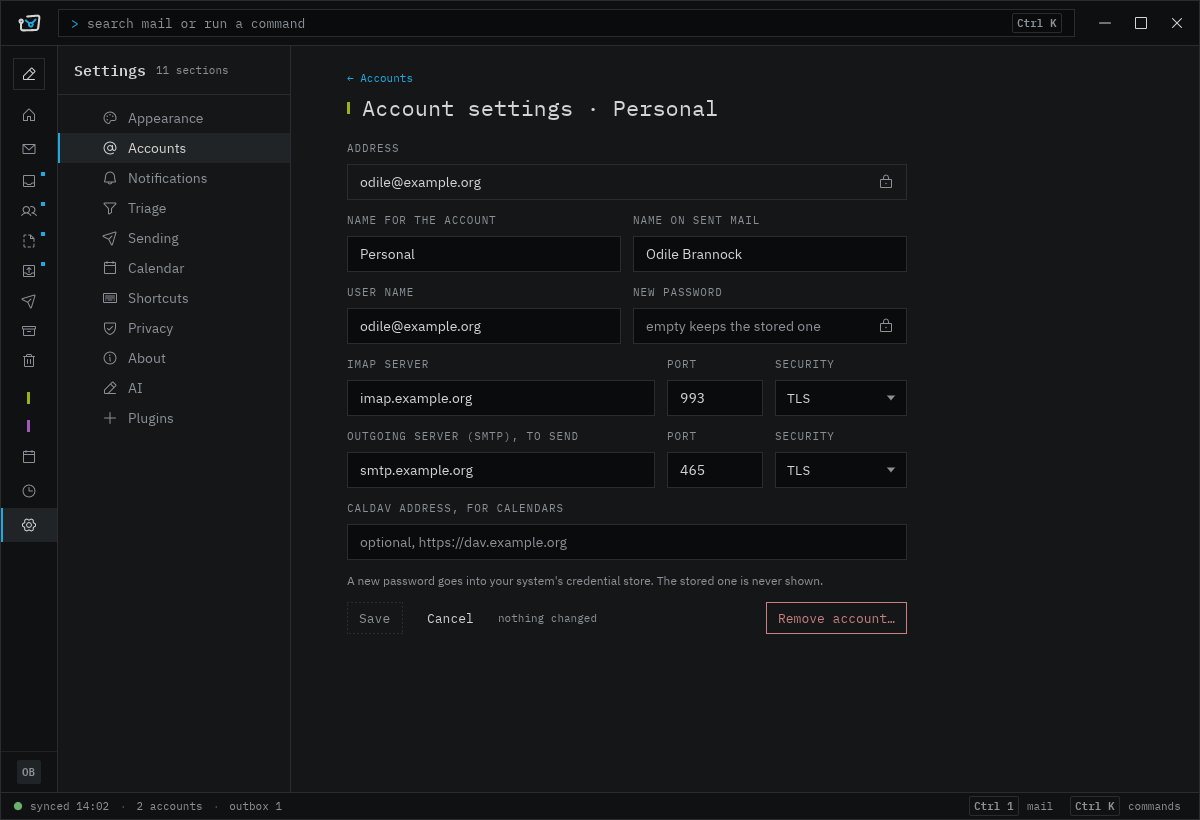 > search mail or run a command
Ctrl K
Settings 11 sections
Appearance
Accounts
Notifications
Triage
Sending
Calendar
Shortcuts
Privacy
About
AI
Plugins
← Accounts
Account settings · Personal
ADDRESS
odile@example.org
NAME FOR THE ACCOUNT NAME ON SENT MAIL
Personal Odile Brannock
USER NAME NEW PASSWORD
odile@example.org empty keeps the stored one
IMAP SERVER PORT SECURITY
imap.example.org 993 TLS
OUTGOING SERVER (SMTP), TO SEND PORT SECURITY
smtp.example.org 465 TLS
CALDAV ADDRESS, FOR CALENDARS
optional, https://dav.example.org
A new password goes into your system's credential store. The stored one is never shown.
Save Cancel nothing changed Remove account…
OB
synced 14:02 · 2 accounts · outbox 1
Ctrl 1 mail Ctrl K commands